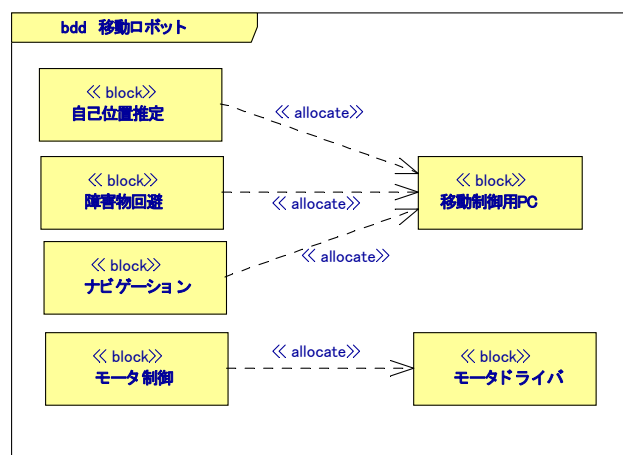 bdd 移動ロボット
≪ block≫
自己位置推定
≪ allocate≫
≪ block≫
障害物回避
≪ allocate≫
≪ block≫
移動制御用PC
≪ block≫
ナビゲーション
≪ allocate≫
≪ block≫
モータ制御
≪ allocate≫
≪ block≫
モータドライバ